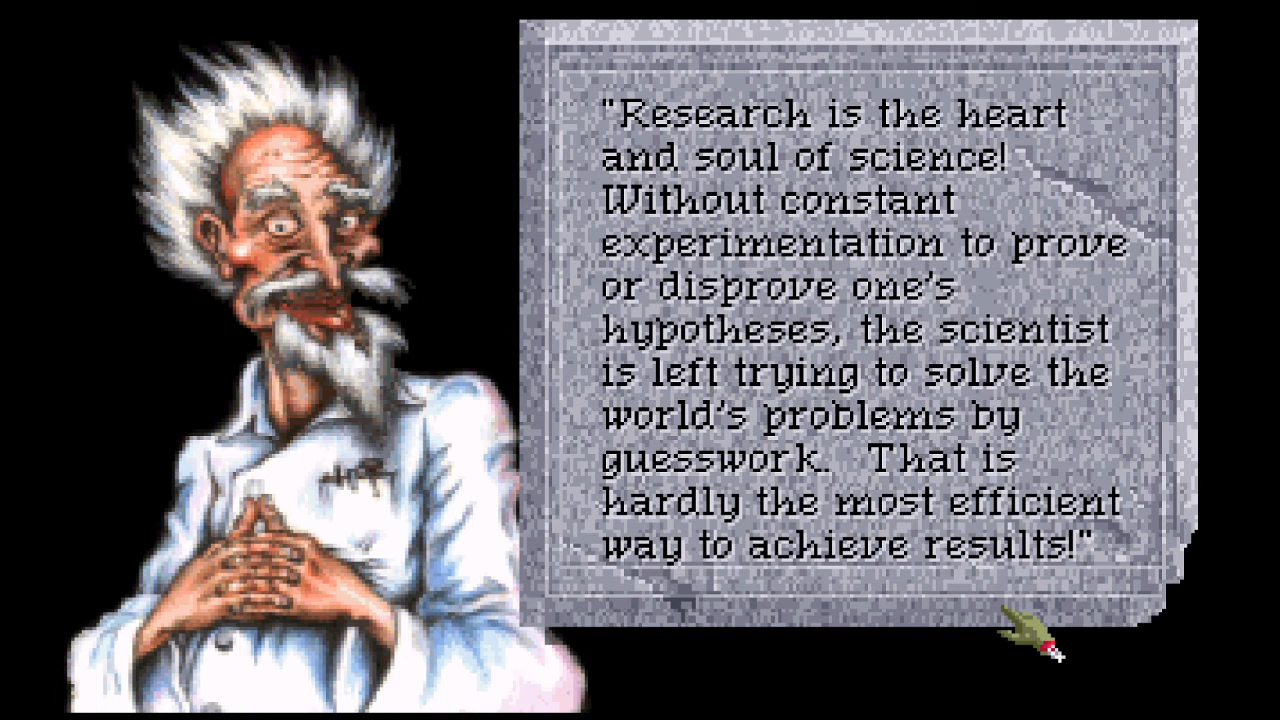 "Research is the heart
and soul of science!
Without constant
experimentation to prove
or disprove one's
hypotheses, the scientist
is left trying to solve the
world's problems by
guesswork.  That is
hardly the most efficient
way to achieve results!"